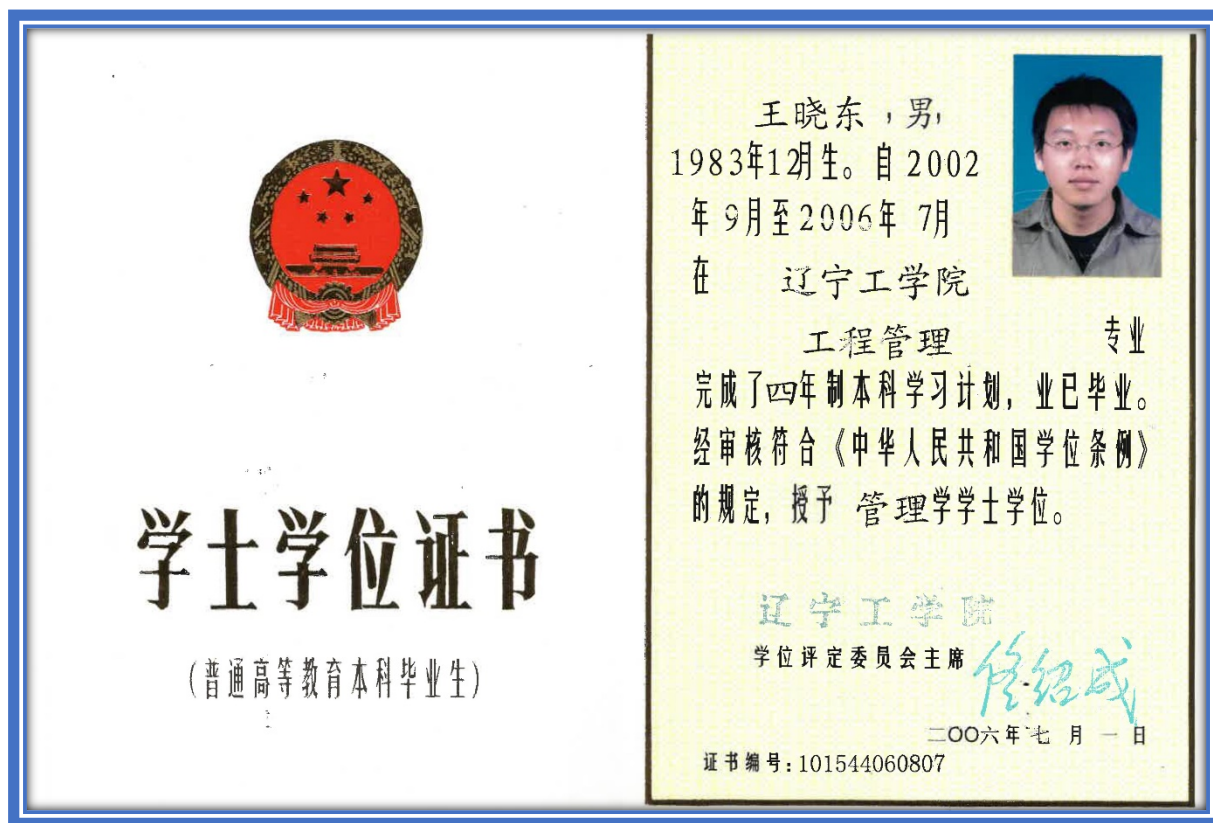 学士学位证书
(普通高等教育本科毕业生)
王晓东，男，
1983年12月生。自2002
年9月至2006年7月
在 辽宁工学院
工程管理 专业
完成了四年制本科学习计划，业已毕业。
经审核符合《中华人民共和国学位条例》
的规定，授予 管理学学士学位。
辽宁工学院
学位评定委员会主席 佟绍成
二〇〇六年七月一日
证书编号:101544060807